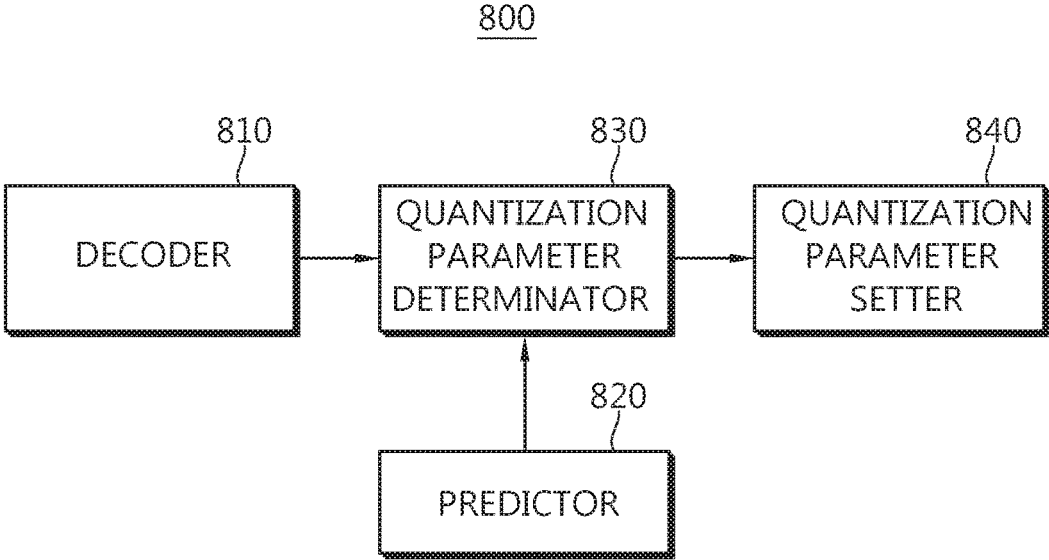 800
810
DECODER
830
QUANTIZATION
PARAMETER
DETERMINATOR
840
QUANTIZATION
PARAMETER
SETTER
820
PREDICTOR